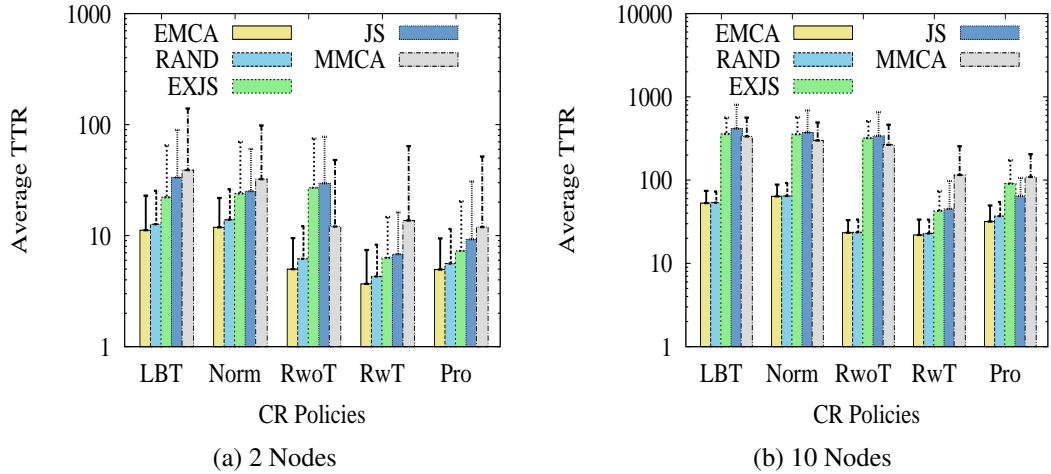 1000
100
10
1
Average TTR
EMCA
RAND
EXJS
JS
MMCA
LBT Norm RwoT RwT Pro
CR Policies
(a) 2 Nodes
10000
1000
100
10
1
Average TTR
EMCA
RAND
EXJS
JS
MMCA
LBT Norm RwoT RwT Pro
CR Policies
(b) 10 Nodes